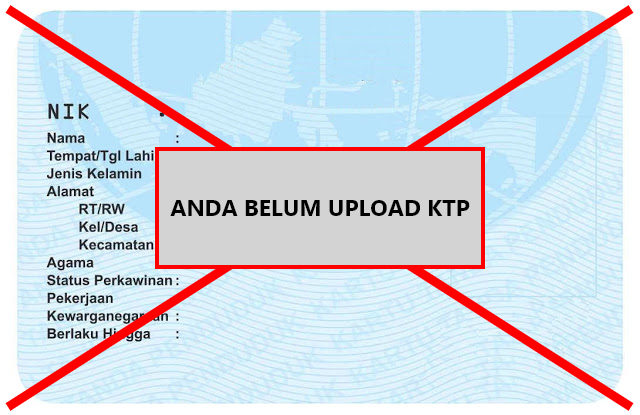 NIK :
Nama :
Tempat/Tgl Lahi
Jenis Kelamin
Alamat
RT/RW
Kel/Desa
Kecamatan
Agama
Status Perkawinan :
Pekerjaan
Kewarganegaraan :
Berlaku Hingga :
ANDA BELUM UPLOAD KTP